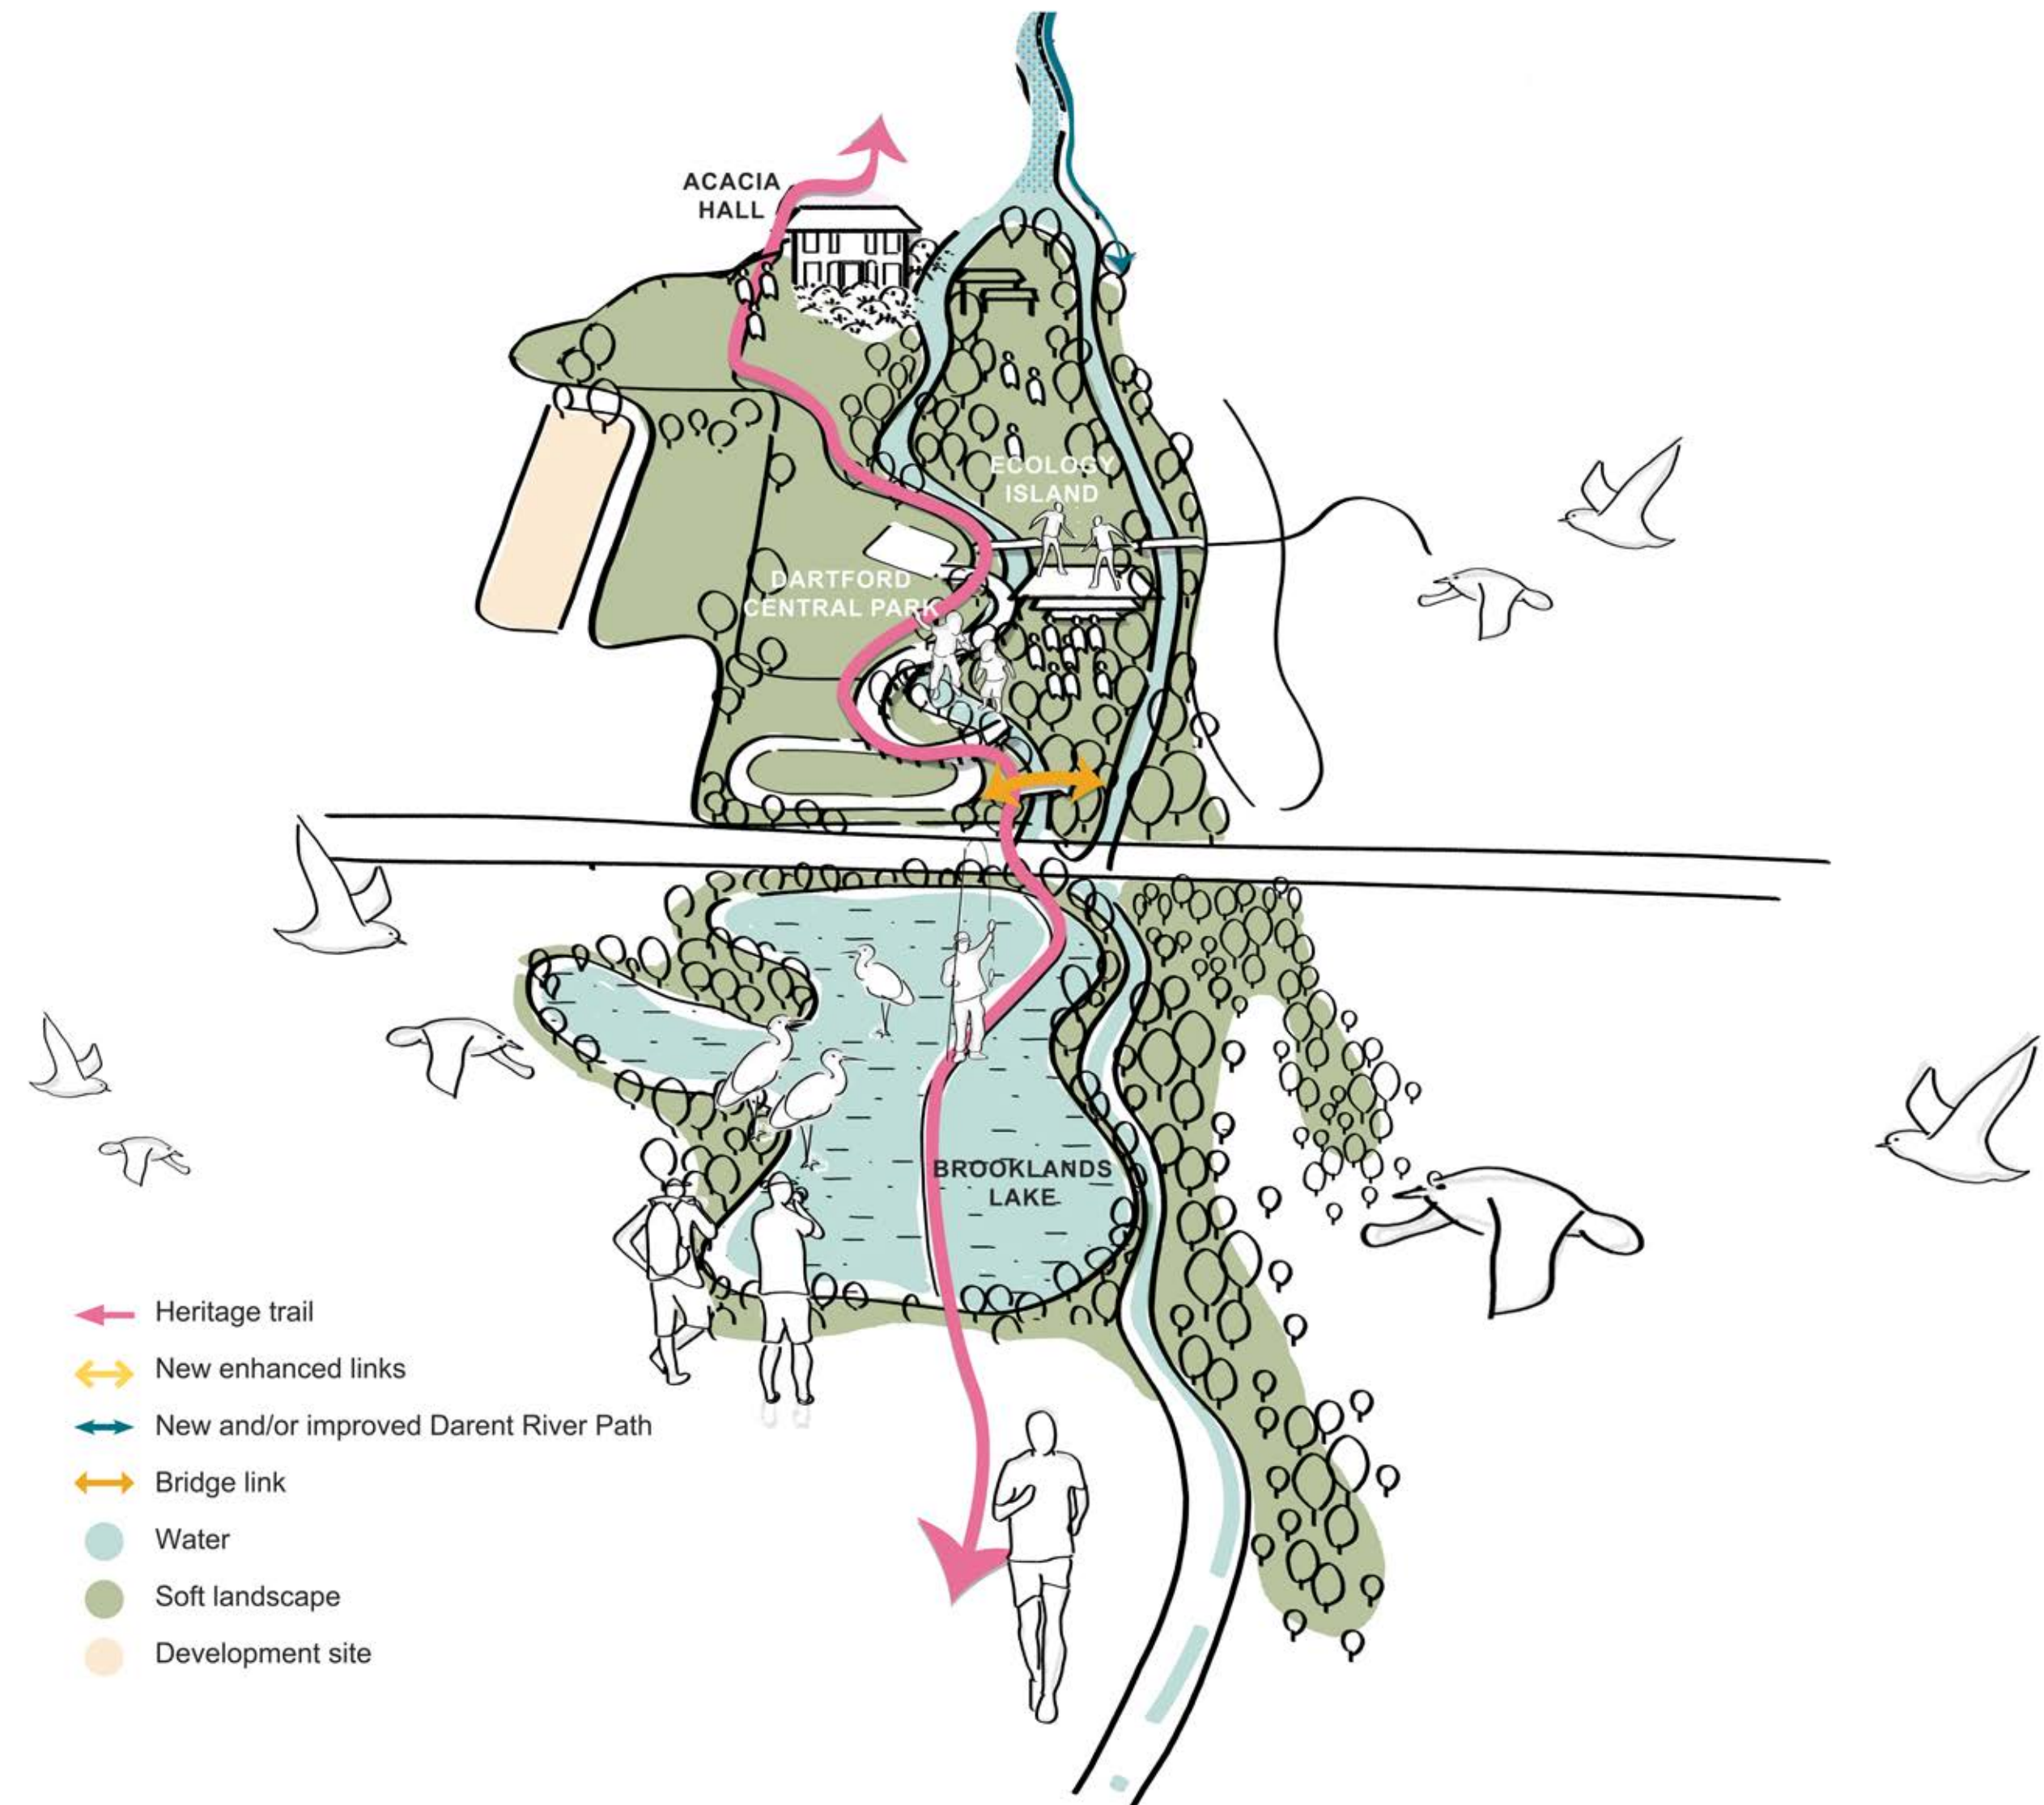 ACACIA
HALL
ECOLOGY
ISLAND
DARTFORD
CENTRAL PARK
BROOKLANDS
LAKE
Heritage trail
New enhanced links
New and/or improved Darent River Path
Bridge link
Water
Soft landscape
Development site